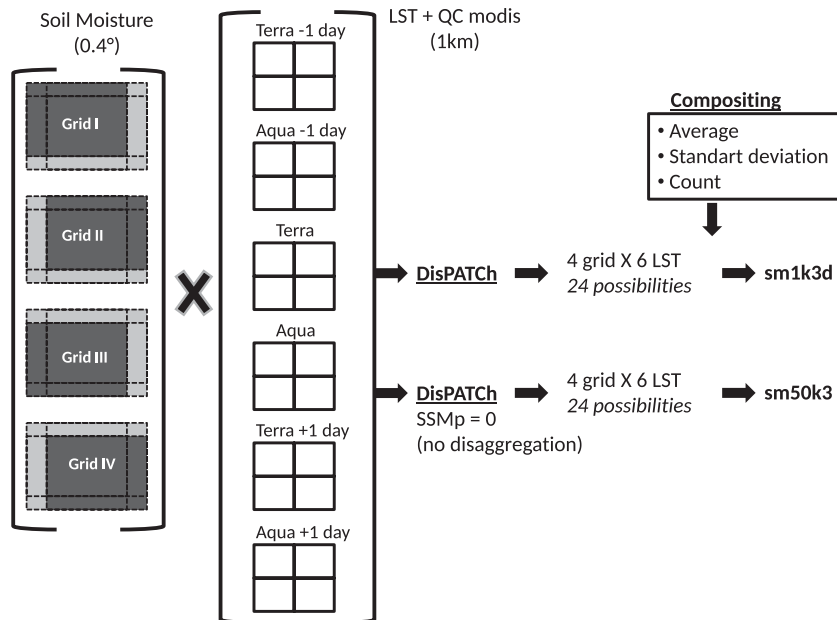 Soil Moisture
(0.4°)
Grid I
Grid II
Grid III
Grid IV
X
Terra -1 day
Aqua -1 day
Terra
Aqua
Terra +1 day
Aqua +1 day
LST + QC modis
(1km)
Compositing
• Average
• Standart deviation
• Count
DisPATCh
4 grid X 6 LST
24 possibilities
sm1k3d
DisPATCh
SSMp = 0
(no disaggregation)
4 grid X 6 LST
24 possibilities
sm50k3